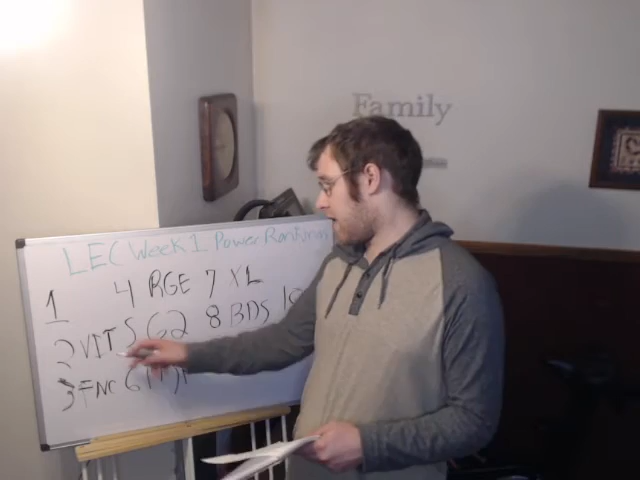 Family
LEC Week 1 Power Rankings
1 4 RGE 7 XL
2 VIT 5 G2 8 BDS
3 FNC 6